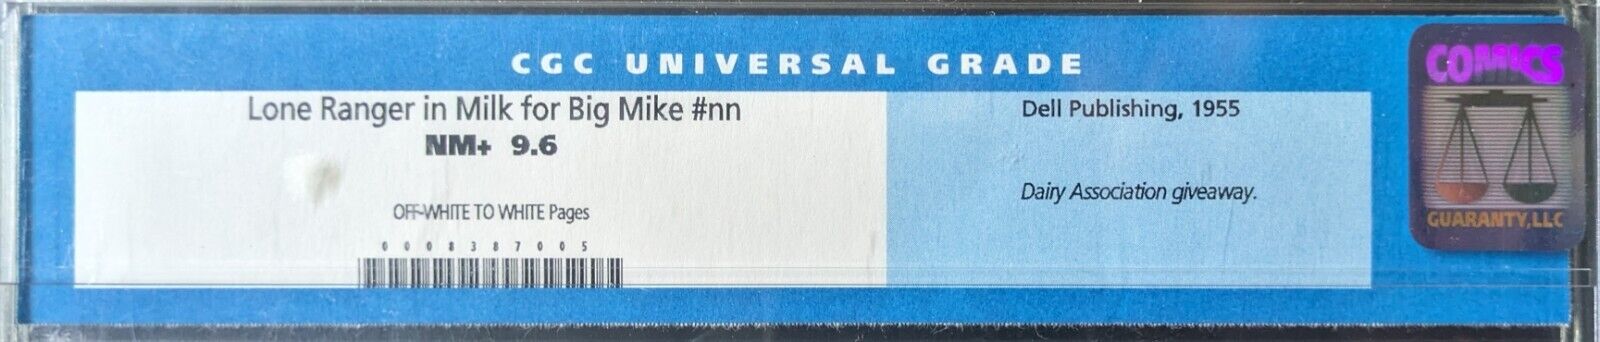 CGC UNIVERSAL GRADE
Lone Ranger in Milk for Big Mike #nn
NM+ 9.6
OFF-WHITE TO WHITE Pages
0008387005
Dell Publishing, 1955
Dairy Association giveaway.
COMICS
GUARANTY, LLC